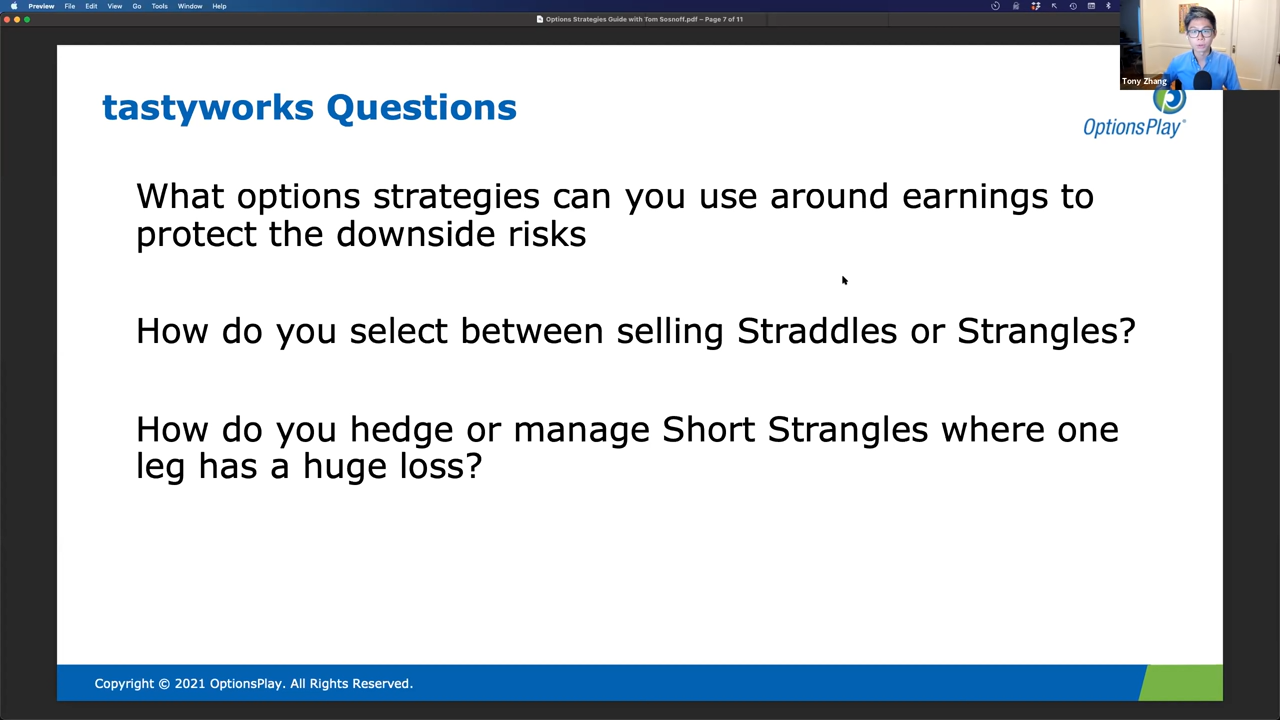 Preview File Edit View Go Tools Window Help
Options Strategies Guide with Tom Sosnoff.pdf – Page 7 of 11
Tony Zhang
tastyworks Questions
OptionsPlay®
What options strategies can you use around earnings to
protect the downside risks
How do you select between selling Straddles or Strangles?
How do you hedge or manage Short Strangles where one
leg has a huge loss?
Copyright © 2021 OptionsPlay. All Rights Reserved.